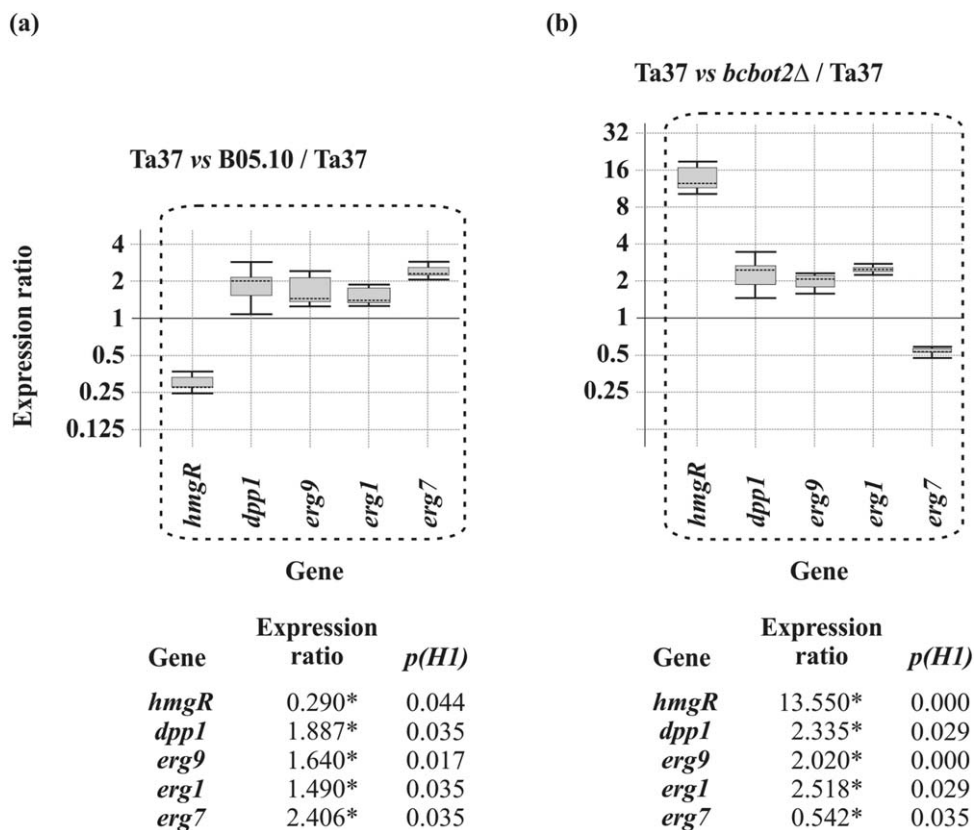 (a)
Ta37 vs B05.10 / Ta37
Expression ratio
4
2
1
0.5
0.25
0.125
hmgR
dpp1
erg9
erg1
erg7
Gene
Gene Expression ratio p(H1)
hmgR 0.290* 0.044
dpp1 1.887* 0.035
erg9 1.640* 0.017
erg1 1.490* 0.035
erg7 2.406* 0.035
(b)
Ta37 vs bcbot2Δ / Ta37
32
16
8
4
2
1
0.5
0.25
hmgR
dpp1
erg9
erg1
erg7
Gene
Gene Expression ratio p(H1)
hmgR 13.550* 0.000
dpp1 2.335* 0.029
erg9 2.020* 0.000
erg1 2.518* 0.029
erg7 0.542* 0.035